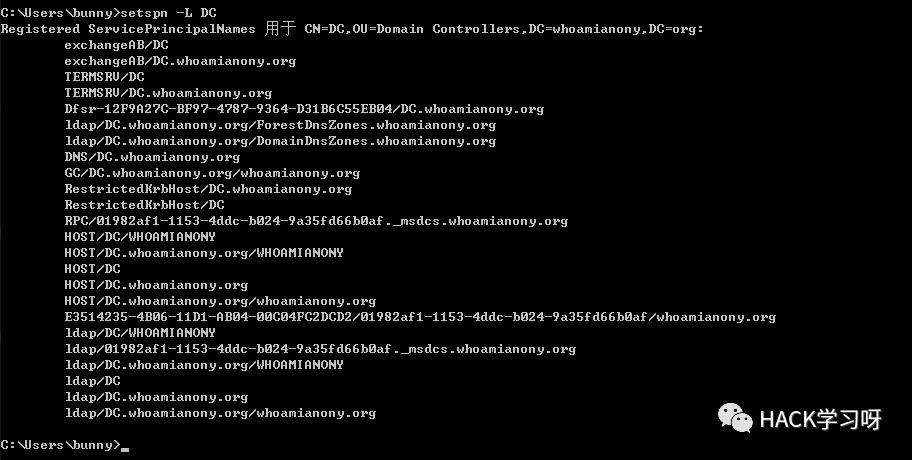 C:\Users\bunny>setspn -L DC
Registered ServicePrincipalNames 用于 CN=DC,OU=Domain Controllers,DC=whoamianony,DC=org:
exchangeAB/DC
exchangeAB/DC.whoamianony.org
TERMSRV/DC
TERMSRV/DC.whoamianony.org
Dfsr-12F9A27C-BF97-4787-9364-D31B6C55EB04/DC.whoamianony.org
ldap/DC.whoamianony.org/ForestDnsZones.whoamianony.org
ldap/DC.whoamianony.org/DomainDnsZones.whoamianony.org
DNS/DC.whoamianony.org
GC/DC.whoamianony.org/whoamianony.org
RestrictedKrbHost/DC.whoamianony.org
RestrictedKrbHost/DC
RPC/01982af1-1153-4ddc-b024-9a35fd66b0af._msdcs.whoamianony.org
HOST/DC/WHOAMIANONY
HOST/DC.whoamianony.org/WHOAMIANONY
HOST/DC
HOST/DC.whoamianony.org
HOST/DC.whoamianony.org/whoamianony.org
E3514235-4B06-11D1-AB04-00C04FC2DCD2/01982af1-1153-4ddc-b024-9a35fd66b0af/whoamianony.org
ldap/DC/WHOAMIANONY
ldap/01982af1-1153-4ddc-b024-9a35fd66b0af._msdcs.whoamianony.org
ldap/DC.whoamianony.org/WHOAMIANONY
ldap/DC
ldap/DC.whoamianony.org
ldap/DC.whoamianony.org/whoamianony.org
HACK学习呀
C:\Users\bunny>